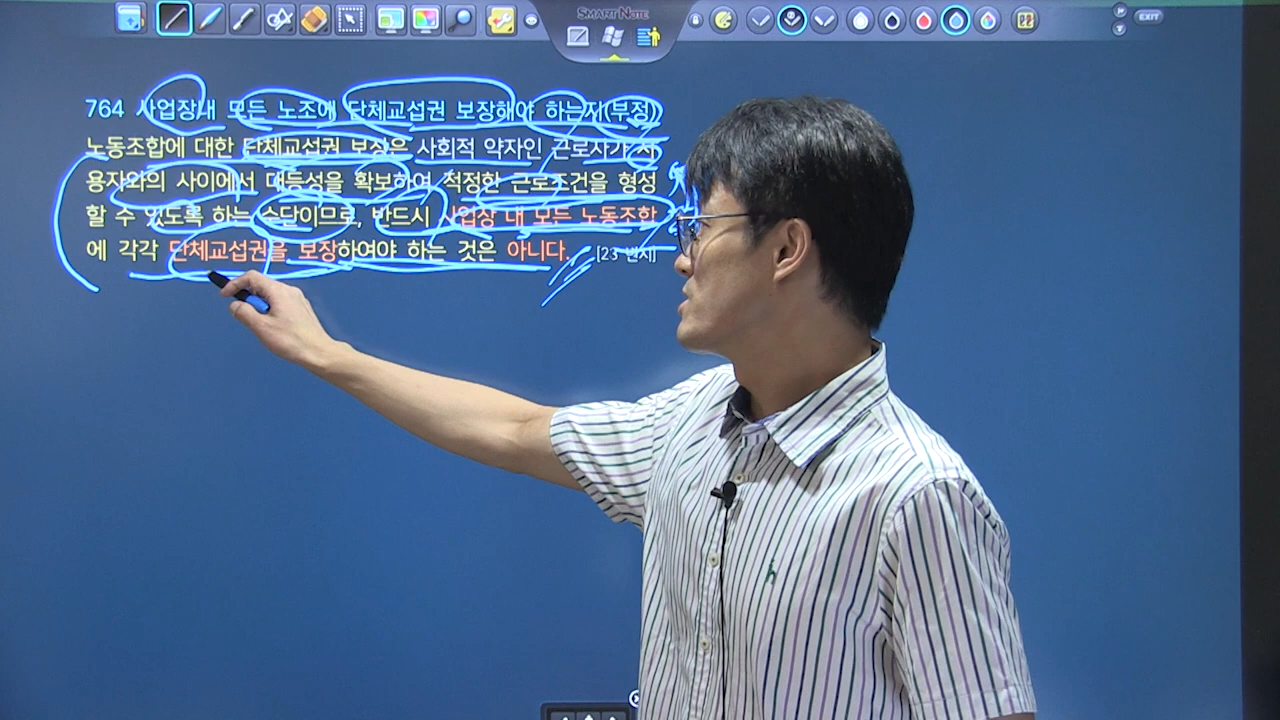 SMART NOTE
EXIT
764 사업장내 모든 노조에 단체교섭권 보장해야 하는지(부정)
노동조합에 대한 단체교섭권 보장은 사회적 약자인 근로자가 사
용자와의 사이에서 대등성을 확보하여 적정한 근로조건을 형성
할 수 있도록 하는 수단이므로, 반드시 사업장 내 모든 노동조합
에 각각 단체교섭권을 보장하여야 하는 것은 아니다. [23 변시]